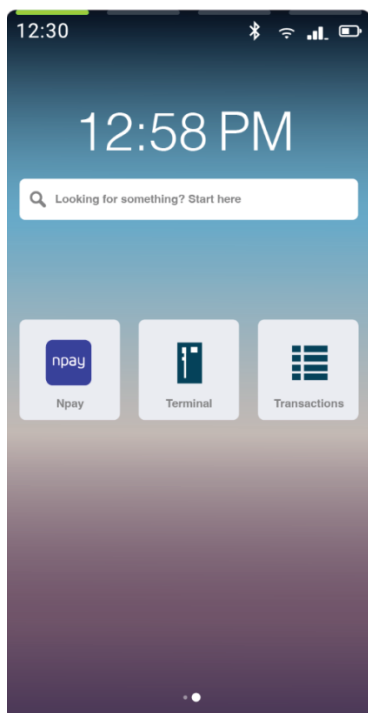 12:30
12:58 PM
Looking for something? Start here
npay
Npay
Terminal
Transactions